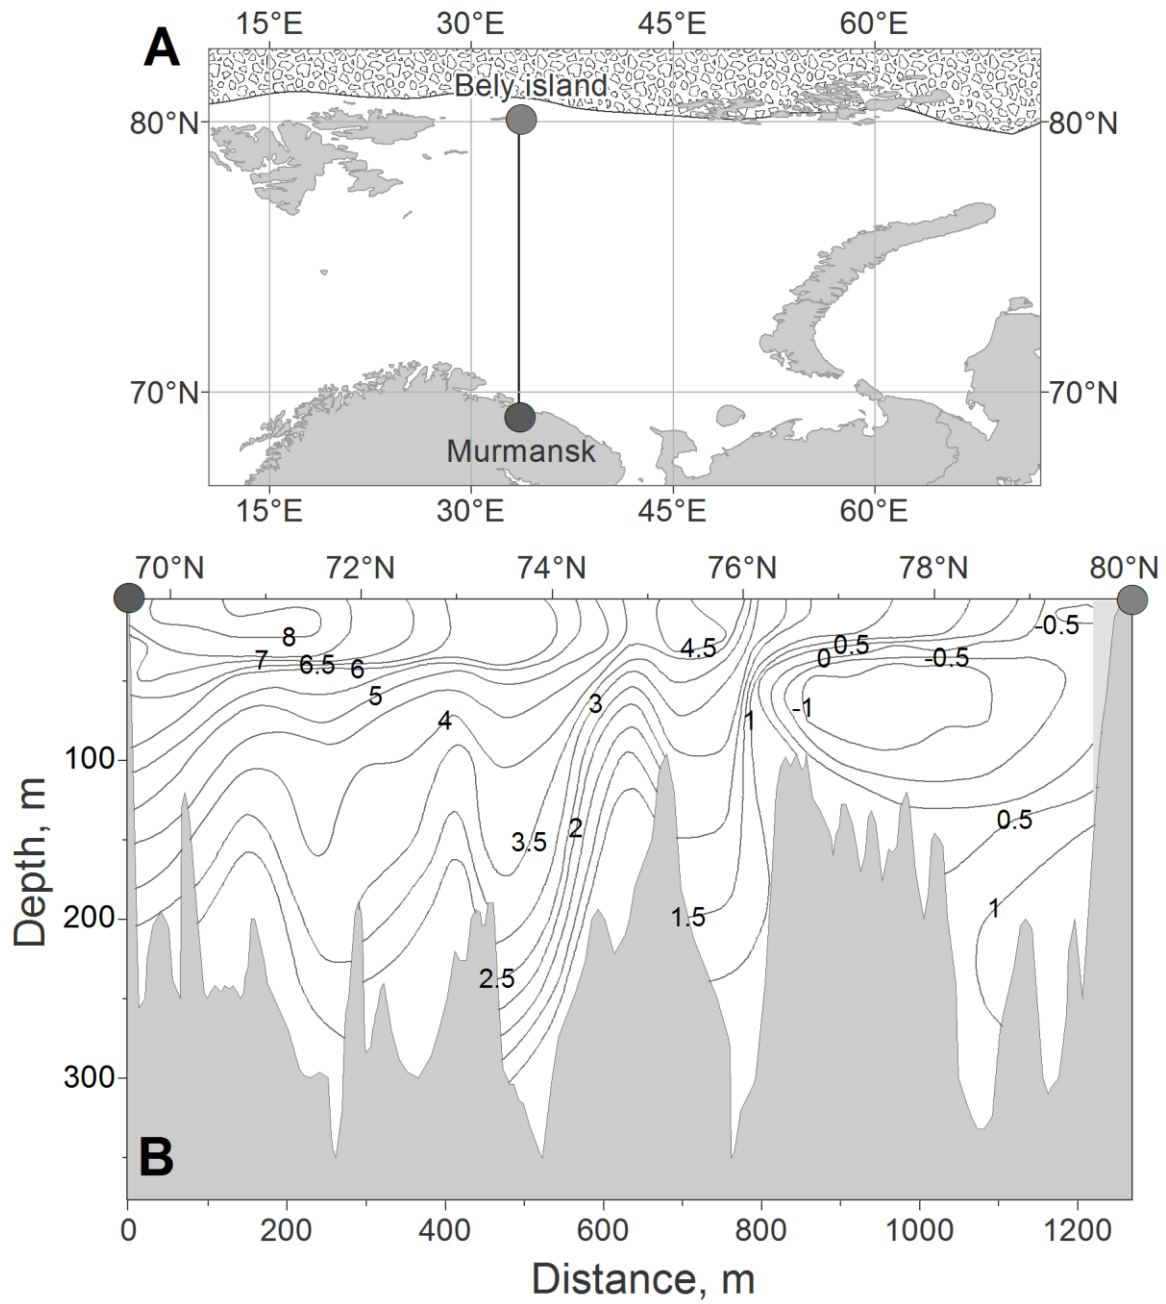 15°E 30°E 45°E 60°E
A
Bely island
80°N 80°N
70°N 70°N
Murmansk
15°E 30°E 45°E 60°E
70°N 72°N 74°N 76°N 78°N 80°N
8 4.5 0.5 -0.5
7 6.5 6 0 -0.5
5 3 -1
4 1
100
3.5 2 0.5
200 1.5 1
2.5
300
B
Depth, m
0 200 400 600 800 1000 1200
Distance, m